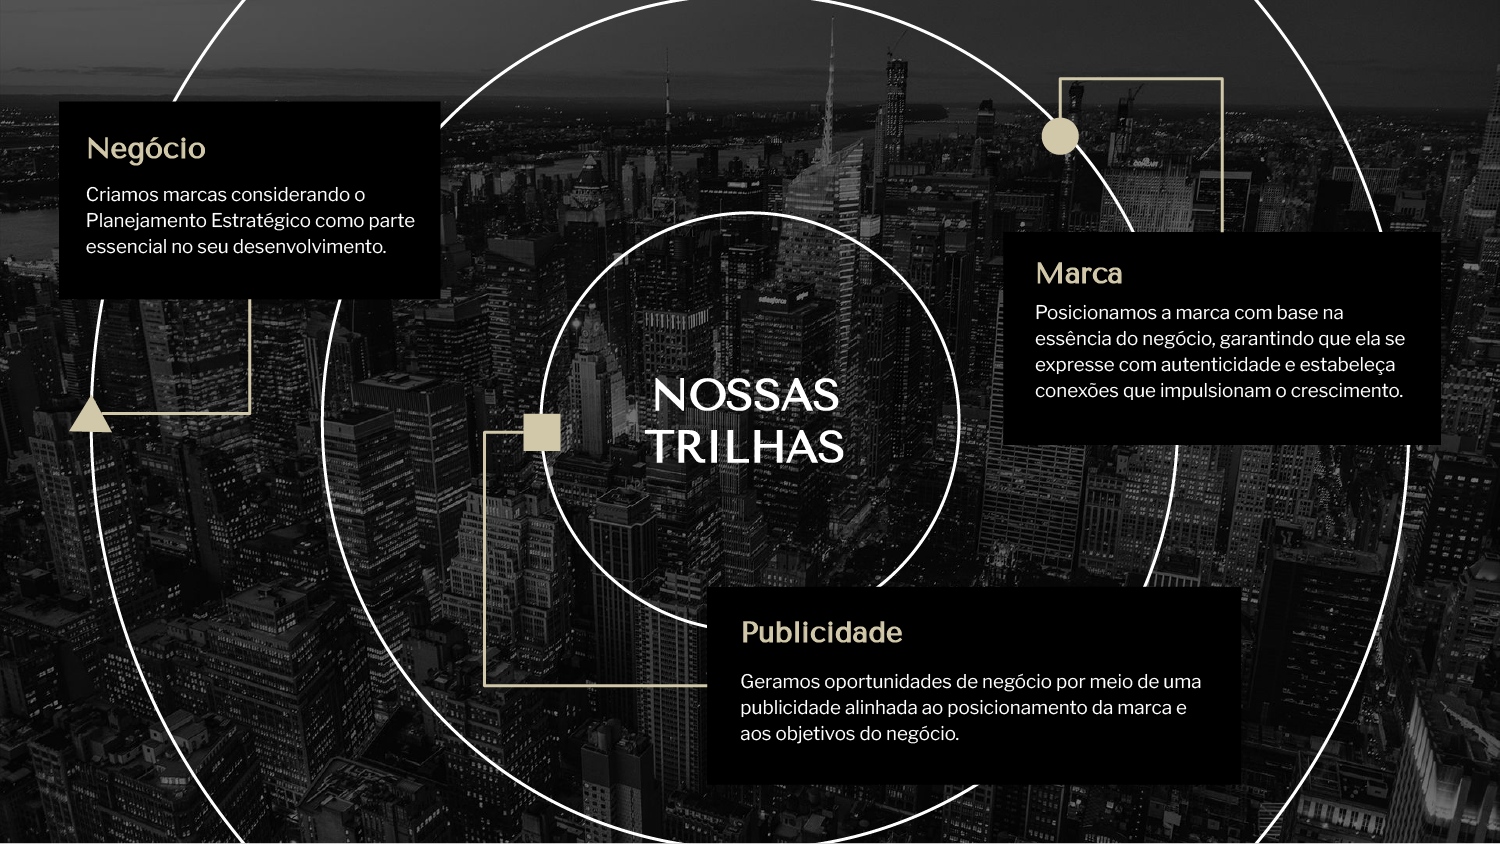 Negócio
Criamos marcas considerando o
Planejamento Estratégico como parte
essencial no seu desenvolvimento.
Marca
Posicionamos a marca com base na
essência do negócio, garantindo que ela se
expresse com autenticidade e estabeleça
conexões que impulsionam o crescimento.
NOSSAS
TRILHAS
Publicidade
Geramos oportunidades de negócio por meio de uma
publicidade alinhada ao posicionamento da marca e
aos objetivos do negócio.
salesforce